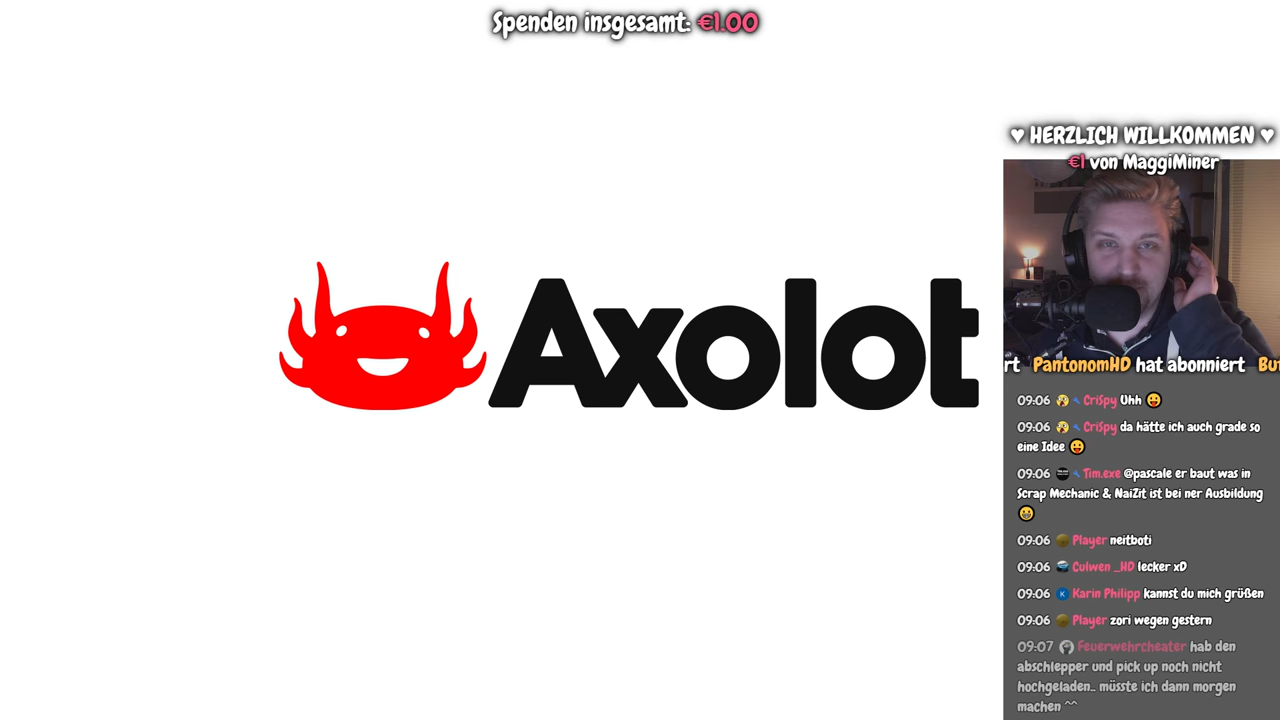 Spenden insgesamt: €1.00
♥ HERZLICH WILLKOMMEN ♥
€1 von MaggiMiner
Axolot
rt PantonomHD hat abonniert Bu
09:06 CriSpy Uhh 😛
09:06 CriSpy da hätte ich auch grade so
eine Idee 😛
09:06 Tim.exe @pascale er baut was in
Scrap Mechanic & NaiZit ist bei ner Ausbildung
😀
09:06 Player neitboti
09:06 Culwen _HD lecker xD
09:06 K Karin Philipp kannst du mich grüßen
09:06 Player zori wegen gestern
09:07 Feuerwehrcheater hab den
abschlepper und pick up noch nicht
hochgeladen.. müsste ich dann morgen
machen ^^